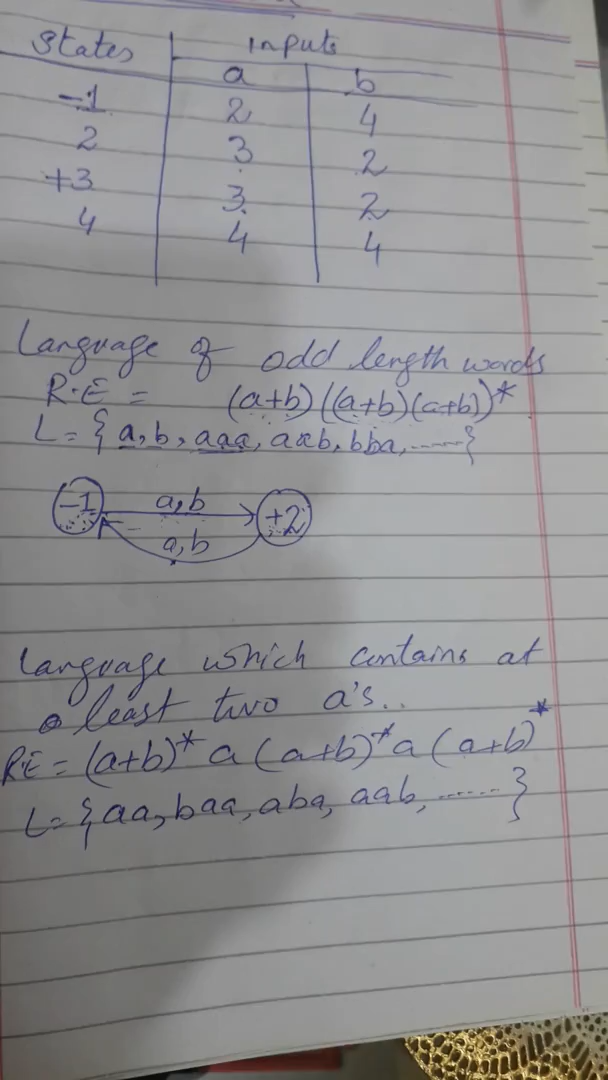 States inputs
a b
-1 2 4
2 3 2
+3 3 2
4 4 4
Language of odd length words
R.E = (a+b)((a+b)(a+b))*
L = {a, b, aaa, aab, bba, ......}
-1 a,b +2
a,b
Language which contains at
least two a's..
RE = (a+b)* a (a+b)* a (a+b)*
L = {aa, baa, aba, aab, ......}